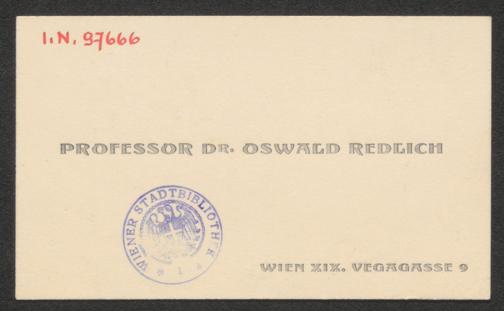 I.N. 97666
PROFESSOR DR. OSWALD REDLICH
WIENER STADTBIBLIOTHEK
WIEN XIX. VEGAGASSE 9